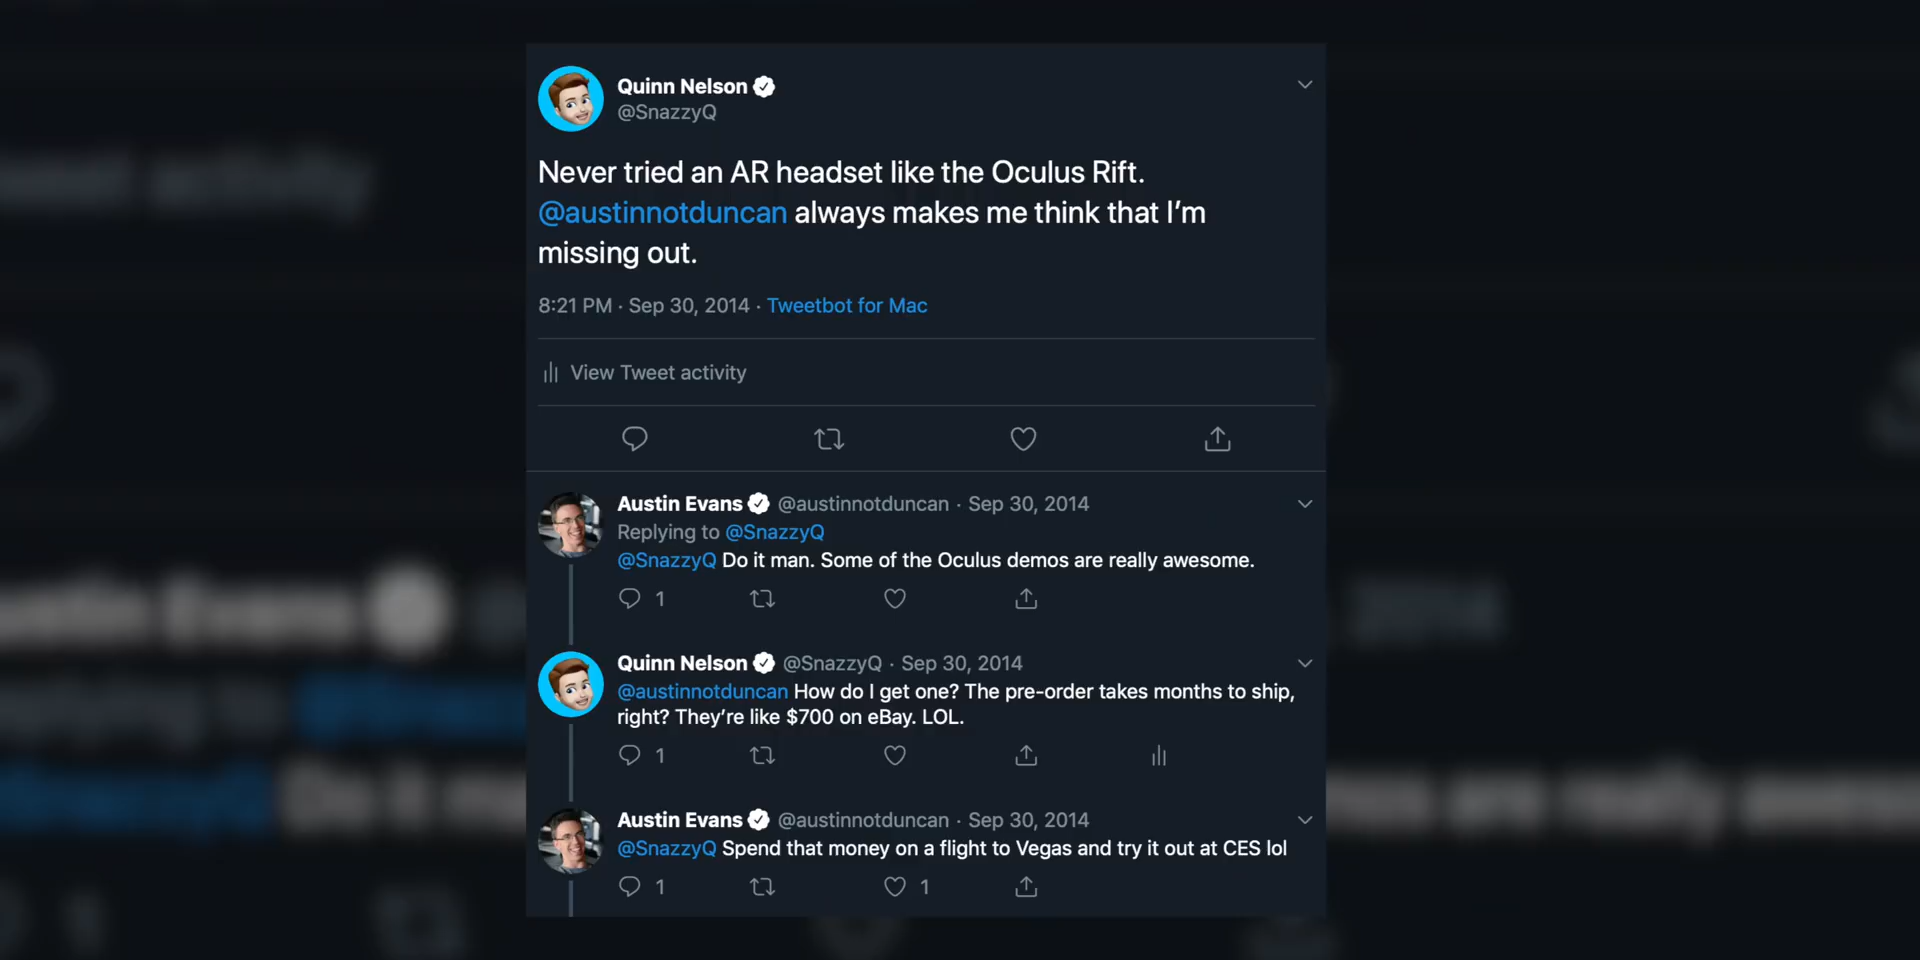 Quinn Nelson
@SnazzyQ
Never tried an AR headset like the Oculus Rift.
@austinnotduncan always makes me think that I’m
missing out.
8:21 PM · Sep 30, 2014 · Tweetbot for Mac
View Tweet activity
Austin Evans @austinnotduncan · Sep 30, 2014
Replying to @SnazzyQ
@SnazzyQ Do it man. Some of the Oculus demos are really awesome.
1
Quinn Nelson @SnazzyQ · Sep 30, 2014
@austinnotduncan How do I get one? The pre-order takes months to ship,
right? They’re like $700 on eBay. LOL.
1
Austin Evans @austinnotduncan · Sep 30, 2014
@SnazzyQ Spend that money on a flight to Vegas and try it out at CES lol
1 1